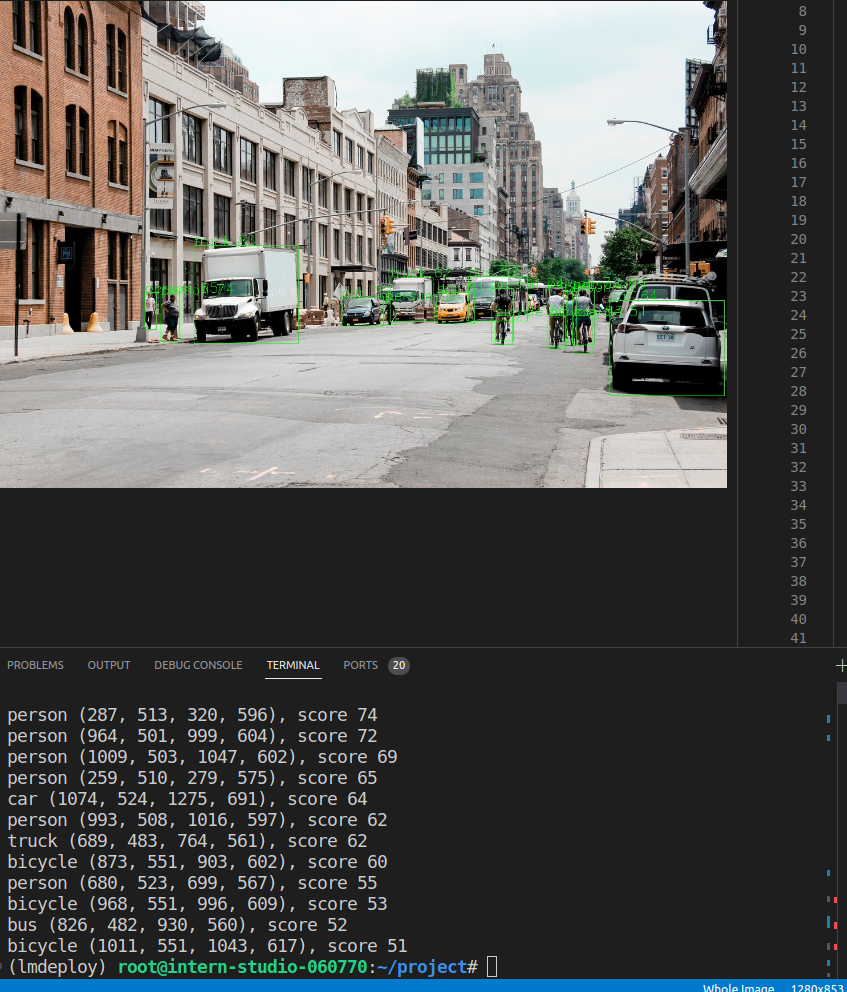 8
9
10
11
12
13
14
15
16
17
18
19
20
21
22
23
24
25
26
27
28
29
30
31
32
33
34
35
36
37
38
39
40
41
PROBLEMS OUTPUT DEBUG CONSOLE TERMINAL PORTS 20
person (287, 513, 320, 596), score 74
person (964, 501, 999, 604), score 72
person (1009, 503, 1047, 602), score 69
person (259, 510, 279, 575), score 65
car (1074, 524, 1275, 691), score 64
person (993, 508, 1016, 597), score 62
truck (689, 483, 764, 561), score 62
bicycle (873, 551, 903, 602), score 60
person (680, 523, 699, 567), score 55
bicycle (968, 551, 996, 609), score 53
bus (826, 482, 930, 560), score 52
bicycle (1011, 551, 1043, 617), score 51
(lmdeploy) root@intern-studio-060770:~/project#
Whole Image 1280x853